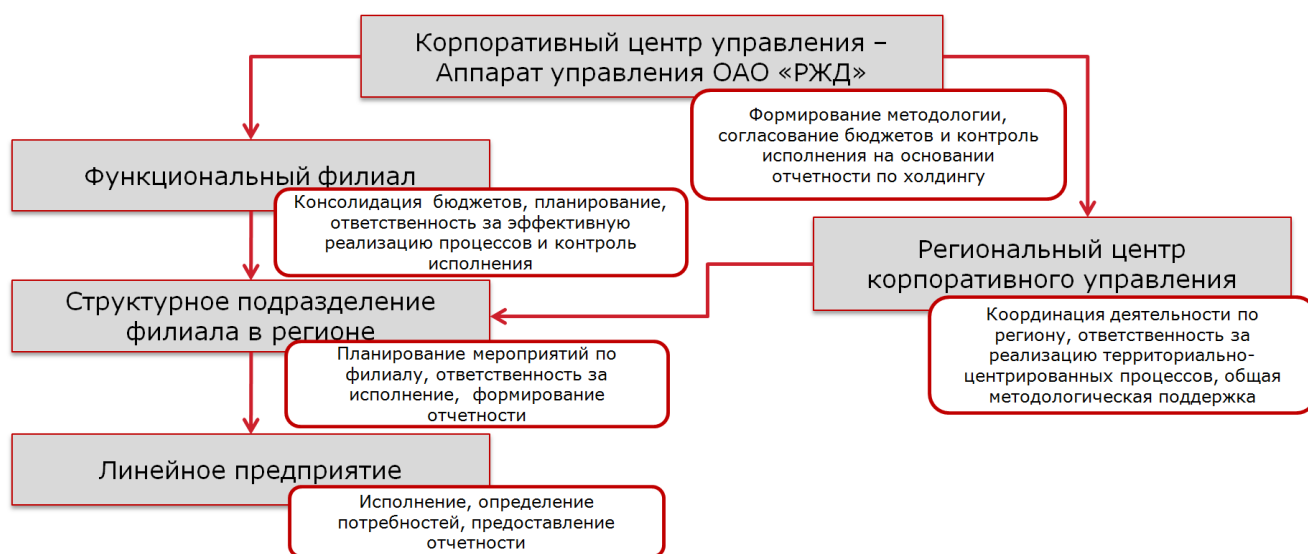 Корпоративный центр управления –
Аппарат управления ОАО «РЖД»
Формирование методологии,
согласование бюджетов и контроль
исполнения на основании
отчетности по холдингу
Функциональный филиал
Консолидация бюджетов, планирование,
ответственность за эффективную
реализацию процессов и контроль
исполнения
Региональный центр
корпоративного управления
Координация деятельности по
региону, ответственность за
реализацию территориально-
центрированных процессов, общая
методологическая поддержка
Структурное подразделение
филиала в регионе
Планирование мероприятий по
филиалу, ответственность за
исполнение, формирование
отчетности
Линейное предприятие
Исполнение, определение
потребностей, предоставление
отчетности